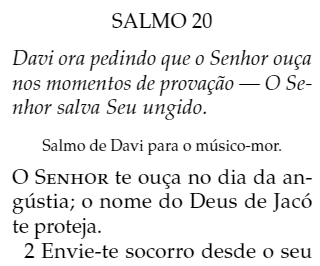 SALMO 20
Davi ora pedindo que o Senhor ouça
nos momentos de provação — O Se-
nhor salva Seu ungido.
Salmo de Davi para o músico-mor.
O SENHOR te ouça no dia da an-
gústia; o nome do Deus de Jacó
te proteja.
2 Envie-te socorro desde o seu